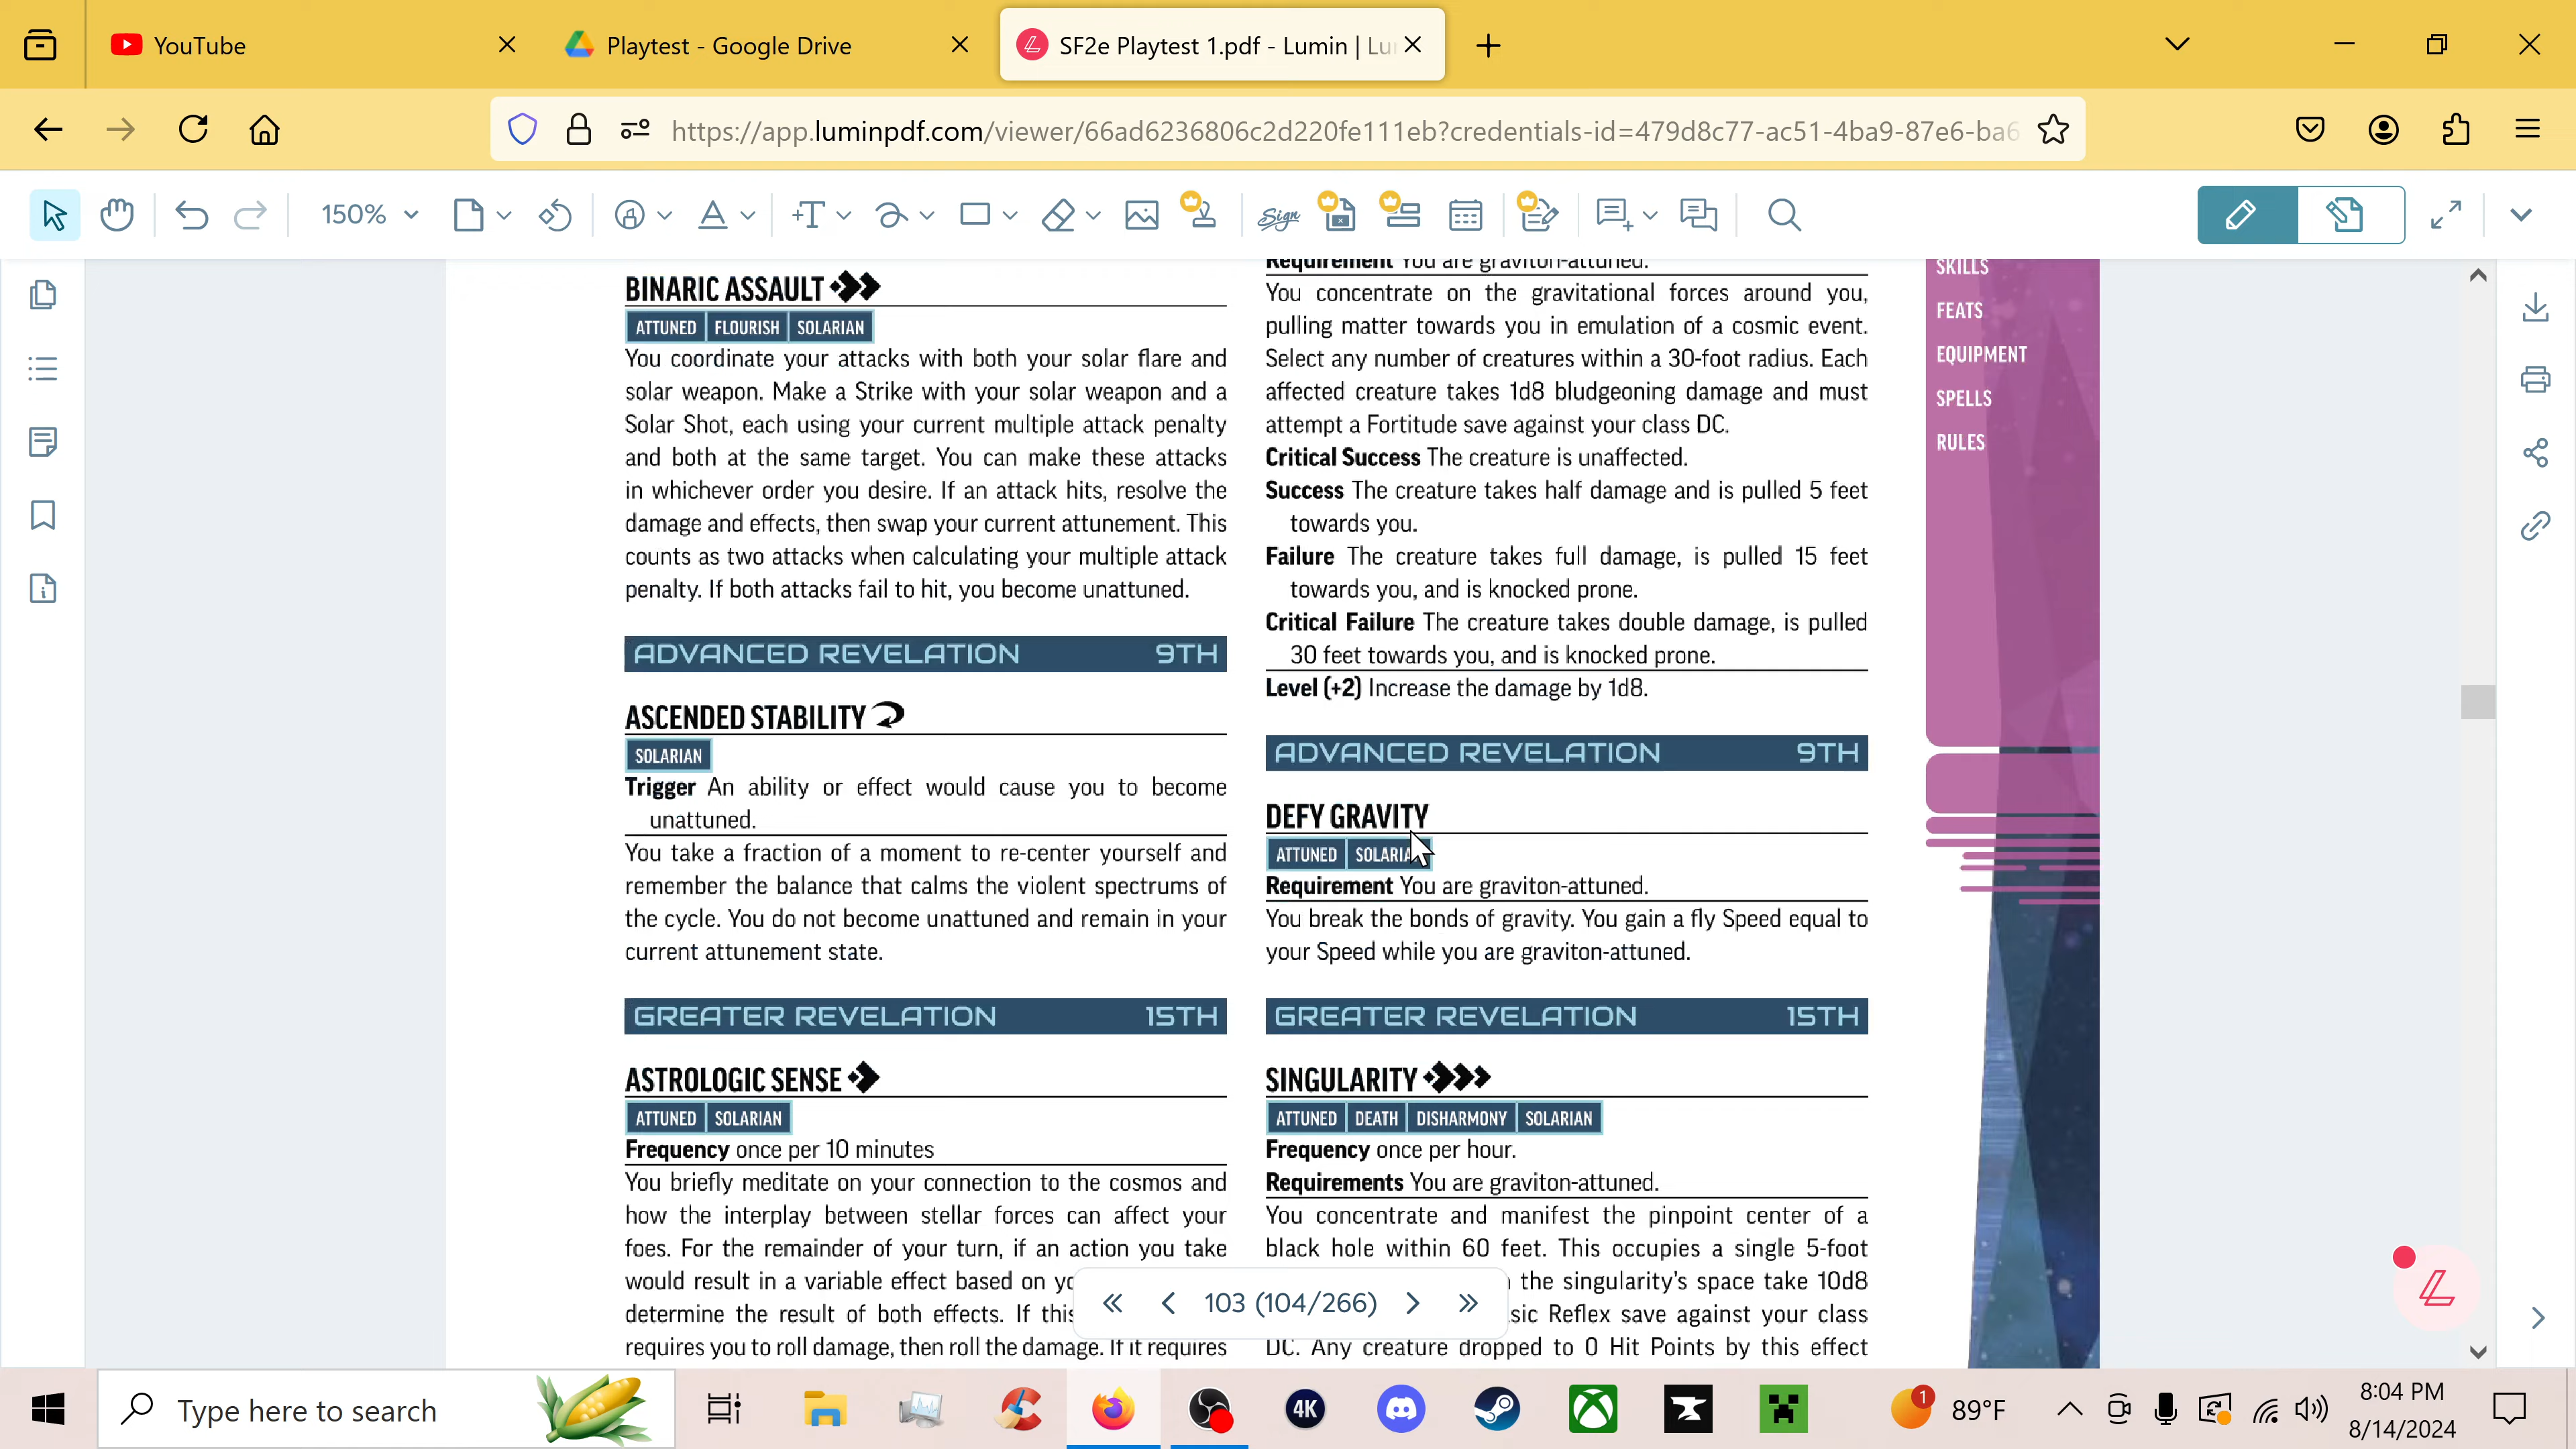 YouTube
Playtest - Google Drive
SF2e Playtest 1.pdf - Lumin | Lu
https://app.luminpdf.com/viewer/66ad6236806c2d220fe111eb?credentials-id=479d8c77-ac51-4ba9-87e6-ba6
150%
Sign
BINARIC ASSAULT
ATTUNED FLOURISH SOLARIAN
You coordinate your attacks with both your solar flare and
solar weapon. Make a Strike with your solar weapon and a
Solar Shot, each using your current multiple attack penalty
and both at the same target. You can make these attacks
in whichever order you desire. If an attack hits, resolve the
damage and effects, then swap your current attunement. This
counts as two attacks when calculating your multiple attack
penalty. If both attacks fail to hit, you become unattuned.
ADVANCED REVELATION 9TH
ASCENDED STABILITY
SOLARIAN
Trigger An ability or effect would cause you to become
unattuned.
You take a fraction of a moment to re-center yourself and
remember the balance that calms the violent spectrums of
the cycle. You do not become unattuned and remain in your
current attunement state.
GREATER REVELATION 15TH
ASTROLOGIC SENSE
ATTUNED SOLARIAN
Frequency once per 10 minutes
You briefly meditate on your connection to the cosmos and
how the interplay between stellar forces can affect your
foes. For the remainder of your turn, if an action you take
would result in a variable effect based on
determine the result of both effects. If this
requires you to roll damage, then roll the damage. If it requires
Requirement You are graviton-attuned.
You concentrate on the gravitational forces around you,
pulling matter towards you in emulation of a cosmic event.
Select any number of creatures within a 30-foot radius. Each
affected creature takes 1d8 bludgeoning damage and must
attempt a Fortitude save against your class DC.
Critical Success The creature is unaffected.
Success The creature takes half damage and is pulled 5 feet
towards you.
Failure The creature takes full damage, is pulled 15 feet
towards you, and is knocked prone.
Critical Failure The creature takes double damage, is pulled
30 feet towards you, and is knocked prone.
Level (+2) Increase the damage by 1d8.
ADVANCED REVELATION 9TH
DEFY GRAVITY
ATTUNED SOLARIAN
Requirement You are graviton-attuned.
You break the bonds of gravity. You gain a fly Speed equal to
your Speed while you are graviton-attuned.
GREATER REVELATION 15TH
SINGULARITY
ATTUNED DEATH DISHARMONY SOLARIAN
Frequency once per hour.
Requirements You are graviton-attuned.
You concentrate and manifest the pinpoint center of a
black hole within 60 feet. This occupies a single 5-foot
the singularity's space take 10d8
Reflex save against your class
DC. Any creature dropped to 0 Hit Points by this effect
SKILLS
FEATS
EQUIPMENT
SPELLS
RULES
103 (104/266)
Type here to search
4K
1
89°F
8:04 PM
8/14/2024